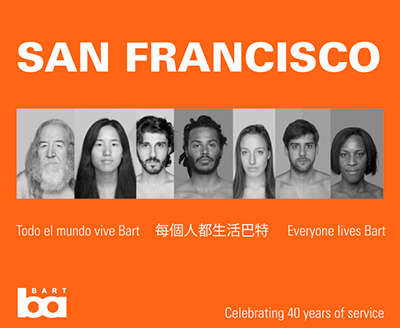 SAN FRANCISCO
Todo el mundo vive Bart 每個人都生活巴特 Everyone lives Bart
BART
ba
Celebrating 40 years of service